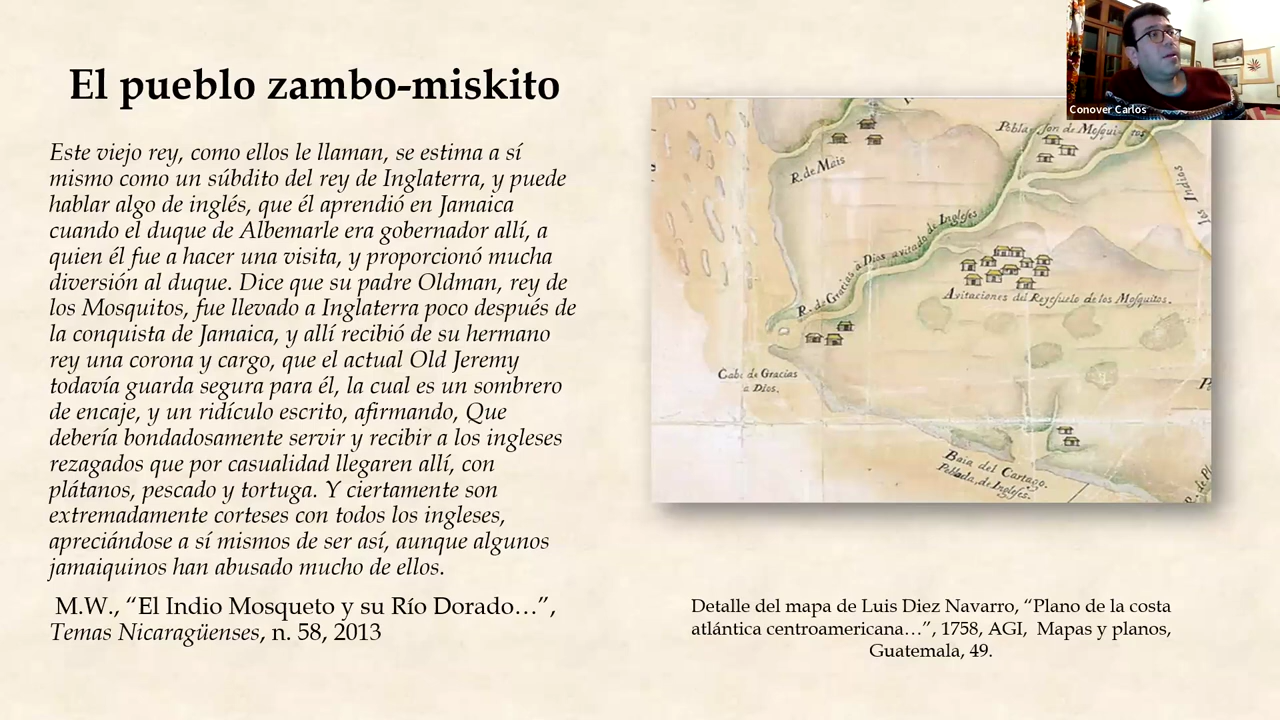 El pueblo zambo-miskito
Este viejo rey, como ellos le llaman, se estima a sí
mismo como un súbdito del rey de Inglaterra, y puede
hablar algo de inglés, que él aprendió en Jamaica
cuando el duque de Albemarle era gobernador allí, a
quien él fue a hacer una visita, y proporcionó mucha
diversión al duque. Dice que su padre Oldman, rey de
los Mosquitos, fue llevado a Inglaterra poco después de
la conquista de Jamaica, y allí recibió de su hermano
rey una corona y cargo, que el actual Old Jeremy
todavía guarda segura para él, la cual es un sombrero
de encaje, y un ridículo escrito, afirmando, Que
debería bondadosamente servir y recibir a los ingleses
rezagados que por casualidad llegaren allí, con
plátanos, pescado y tortuga. Y ciertamente son
extremadamente corteses con todos los ingleses,
apreciándose a sí mismos de ser así, aunque algunos
jamaiquinos han abusado mucho de ellos.
M.W., “El Indio Mosqueto y su Río Dorado…”,
Temas Nicaragüenses, n. 58, 2013
Conover Carlos
R. de Mais
Poblasion de Mosquitos
los Indios
R. de Gracias a Dios avitado de Ingleses
Avitaciones del Reyesuelo de los Mosquitos.
Cabo de Gracias
a Dios.
Baia del Cartago.
Poblada, de Ingleses.
Detalle del mapa de Luis Diez Navarro, “Plano de la costa
atlántica centroamericana…”, 1758, AGI, Mapas y planos,
Guatemala, 49.